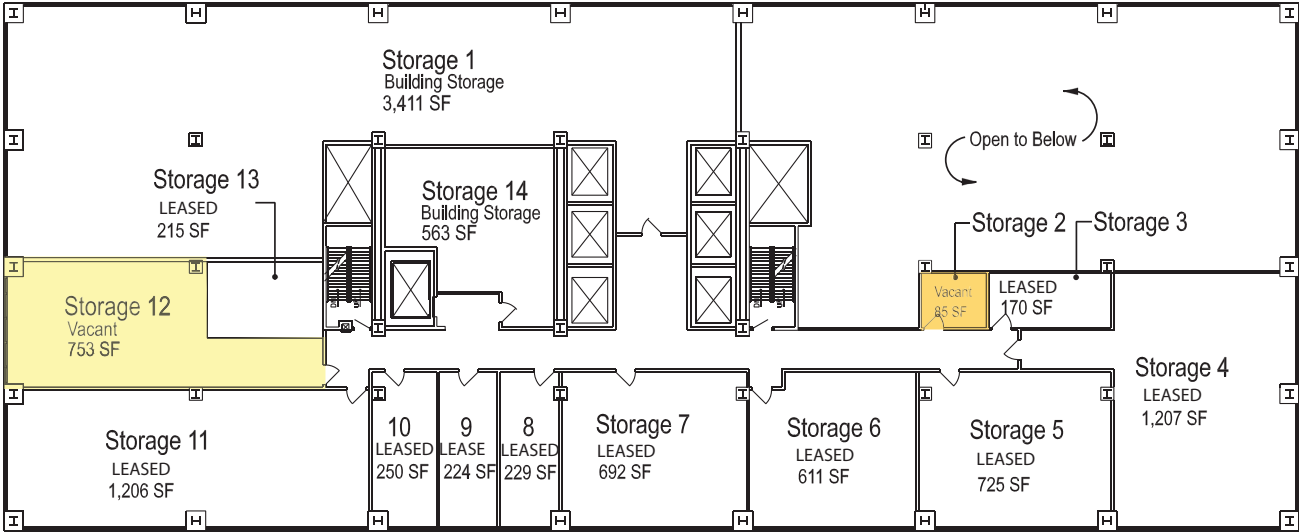 Storage 1
Building Storage
3,411 SF
Open to Below
Storage 13
LEASED
215 SF
Storage 14
Building Storage
563 SF
Storage 2
Vacant
85 SF
Storage 3
LEASED
170 SF
Storage 12
Vacant
753 SF
Storage 4
LEASED
1,207 SF
Storage 11
LEASED
1,206 SF
10
LEASED
250 SF
9
LEASE
224 SF
8
LEASED
229 SF
Storage 7
LEASED
692 SF
Storage 6
LEASED
611 SF
Storage 5
LEASED
725 SF